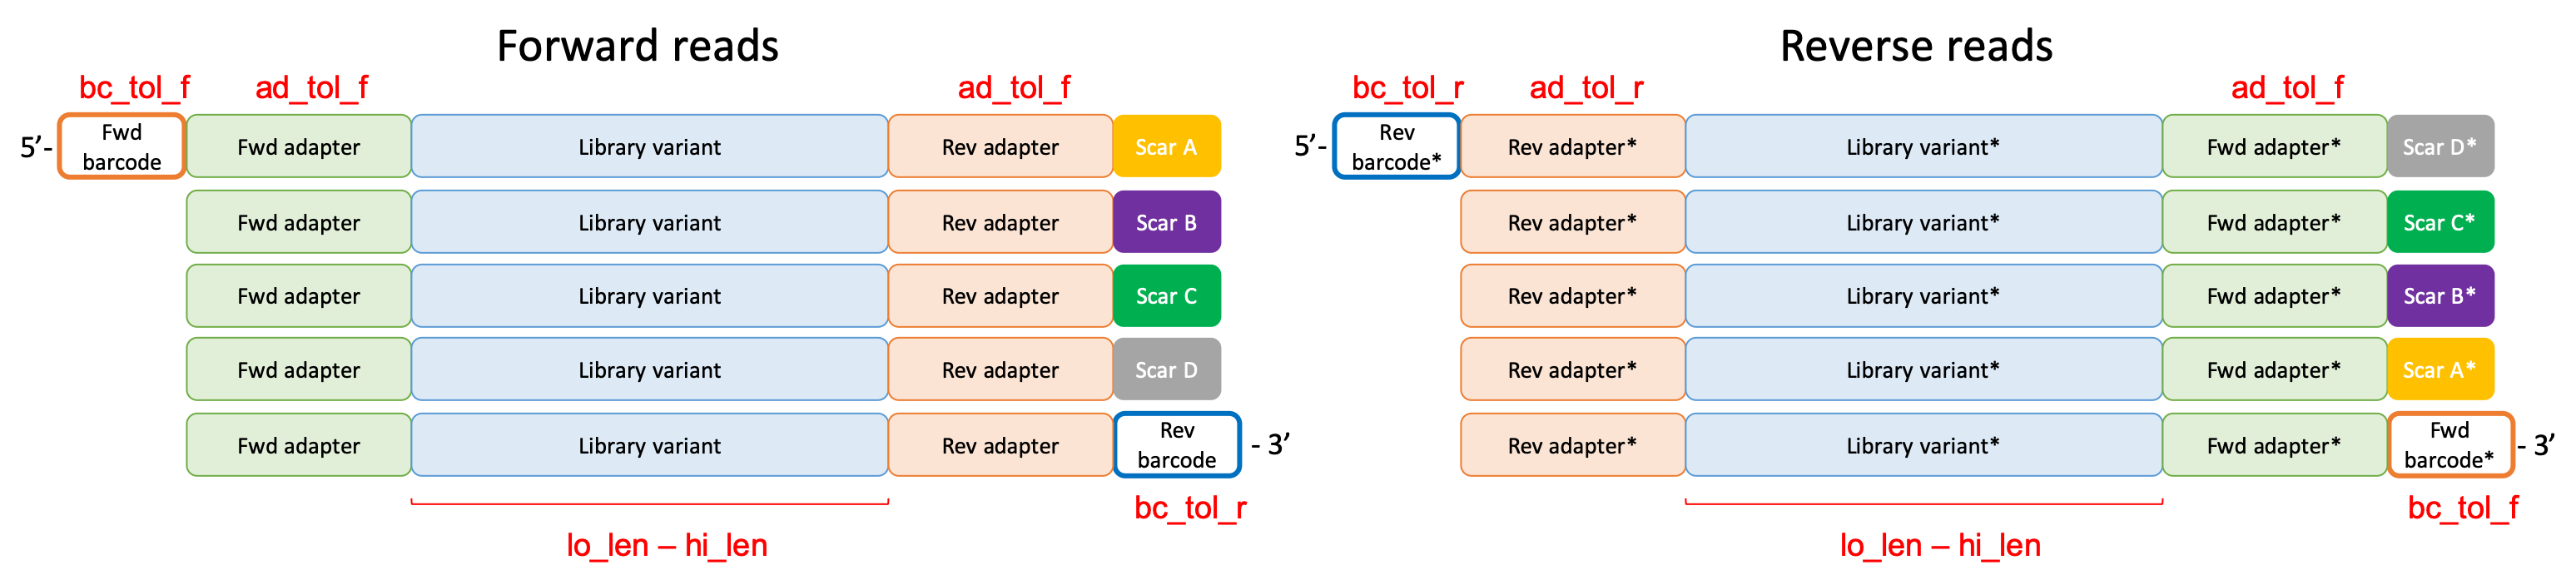 Forward reads
Reverse reads
bc_tol_f
ad_tol_f
ad_tol_f
bc_tol_r
ad_tol_r
ad_tol_f
5’-
Fwd
barcode
Fwd adapter
Library variant
Rev adapter
Scar A
5’-
Rev
barcode*
Rev adapter*
Library variant*
Fwd adapter*
Scar D*
Fwd adapter
Library variant
Rev adapter
Scar B
Rev adapter*
Library variant*
Fwd adapter*
Scar C*
Fwd adapter
Library variant
Rev adapter
Scar C
Rev adapter*
Library variant*
Fwd adapter*
Scar B*
Fwd adapter
Library variant
Rev adapter
Scar D
Rev adapter*
Library variant*
Fwd adapter*
Scar A*
Fwd adapter
Library variant
Rev adapter
Rev
barcode
- 3’
Rev adapter*
Library variant*
Fwd adapter*
Fwd
barcode*
- 3’
bc_tol_r
bc_tol_f
lo_len – hi_len
lo_len – hi_len